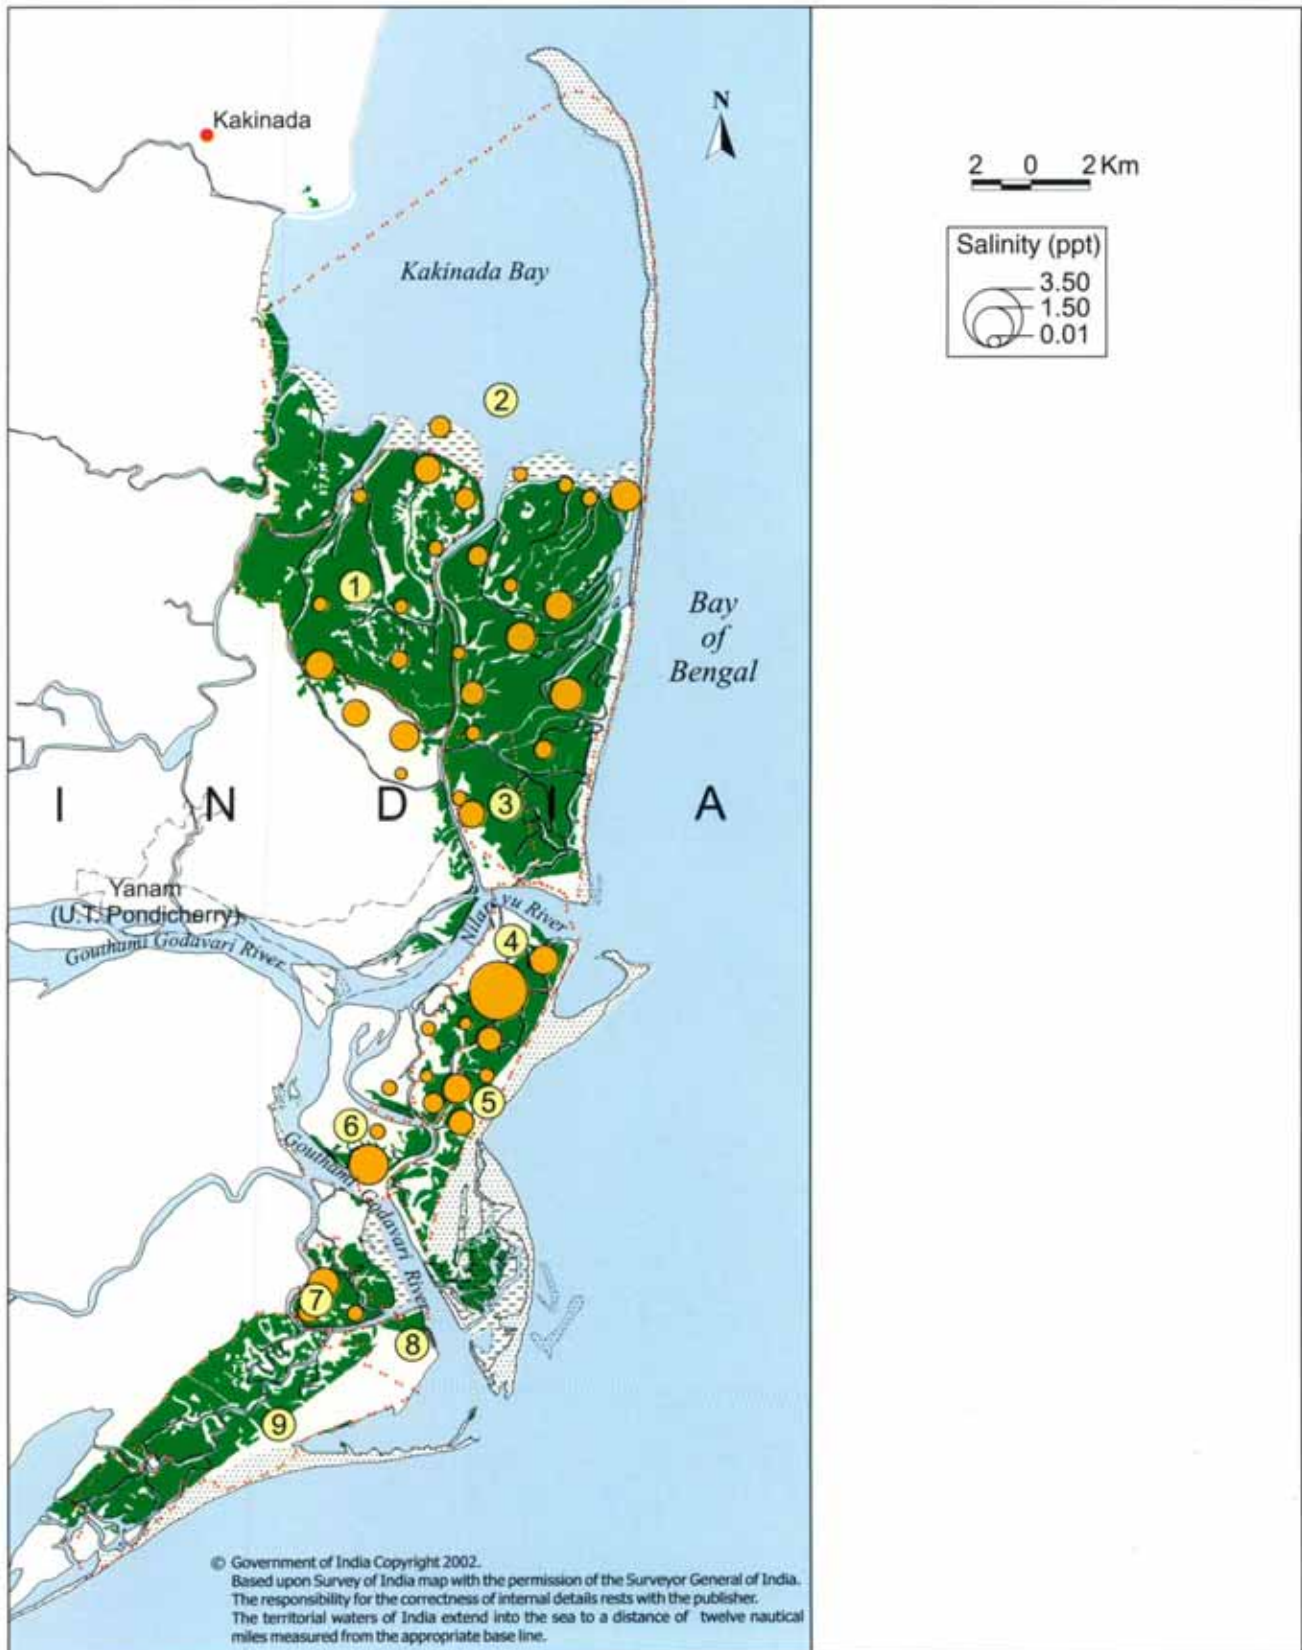 N
Kakinada
2 0 2 Km
Salinity (ppt)
3.50
1.50
0.01
Kakinada Bay
2
1
Bay
of
Bengal
I N D I A
3
Yanam
(U.T. Pondicherry)
Gouthami Godavari River
Nilarevu River
4
5
6
Gouthami Godavari River
7
8
9
© Government of India Copyright 2002.
Based upon Survey of India map with the permission of the Surveyor General of India.
The responsibility for the correctness of internal details rests with the publisher.
The territorial waters of India extend into the sea to a distance of twelve nautical
miles measured from the appropriate base line.